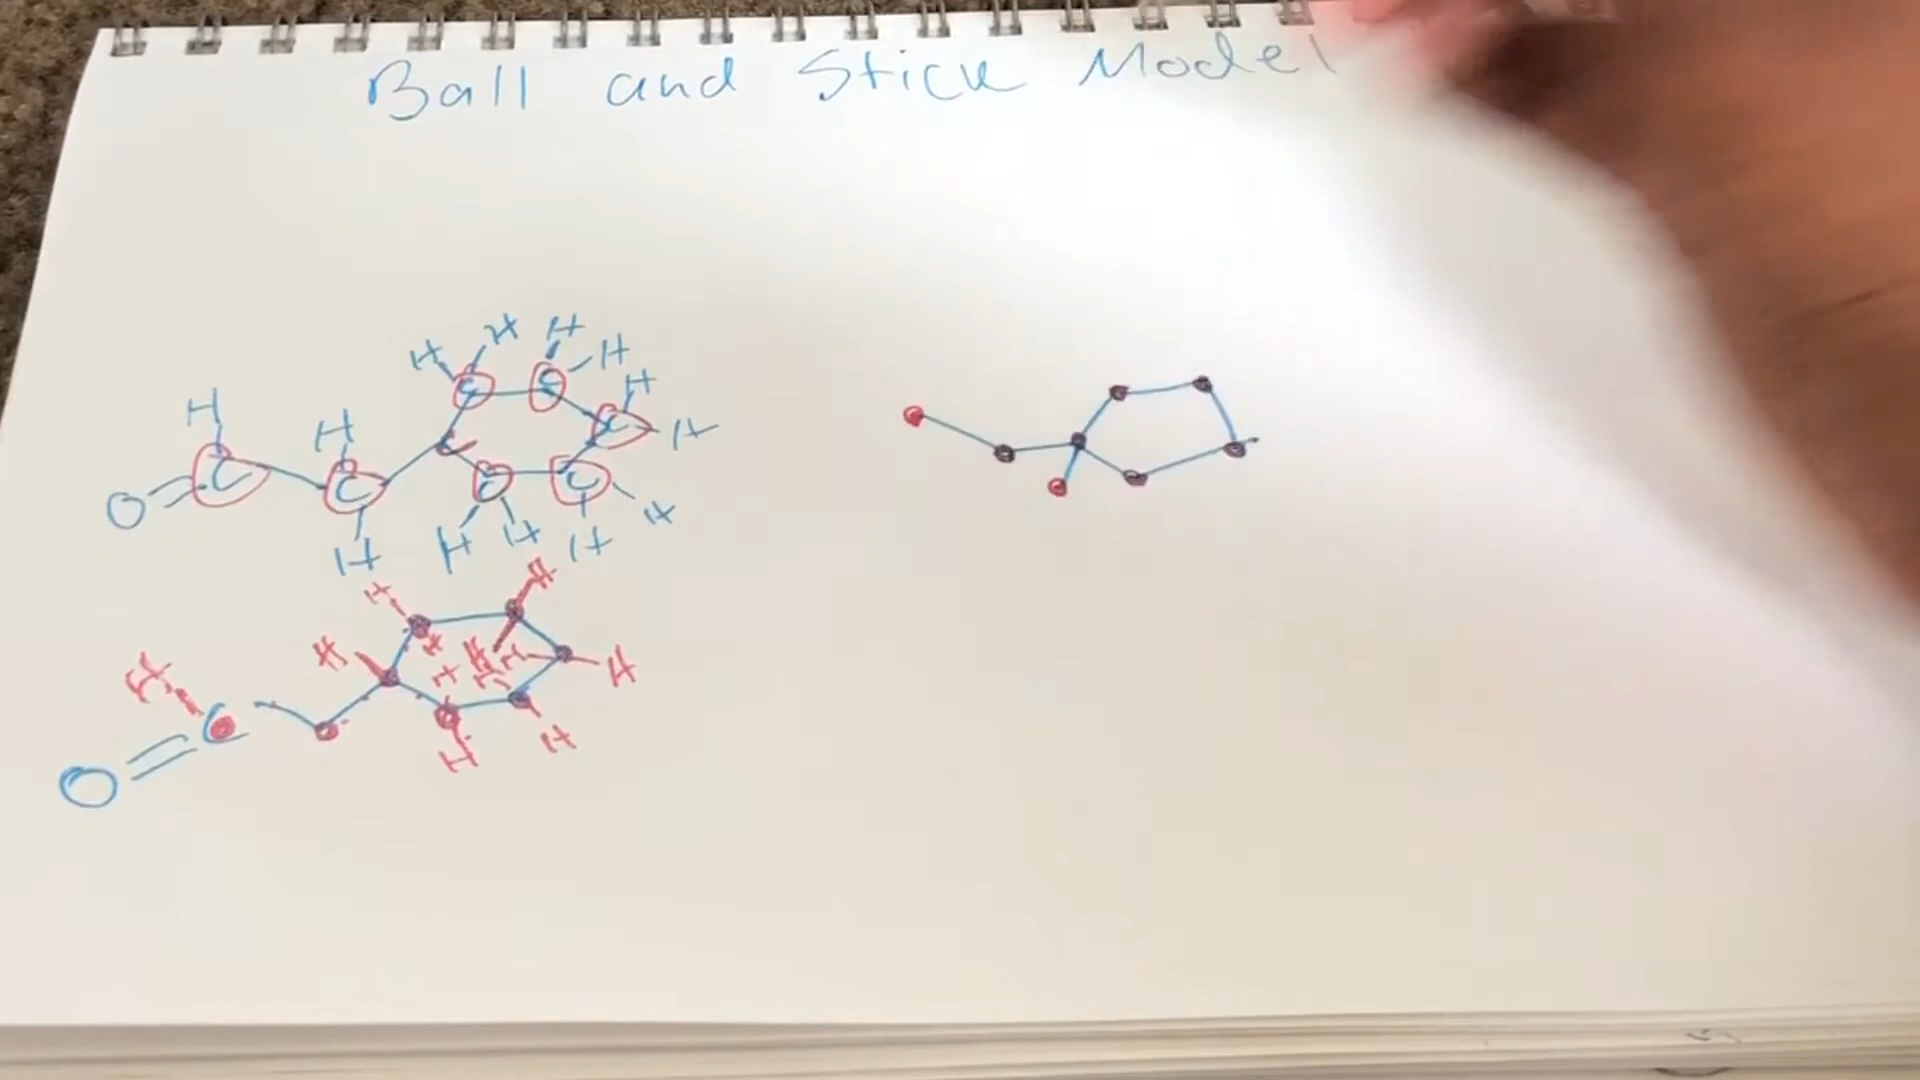 Ball and Stick Model
H H H H
H H H
C C C H
O C C C C C
H H H H H
H H
H H H H H H
O C H H